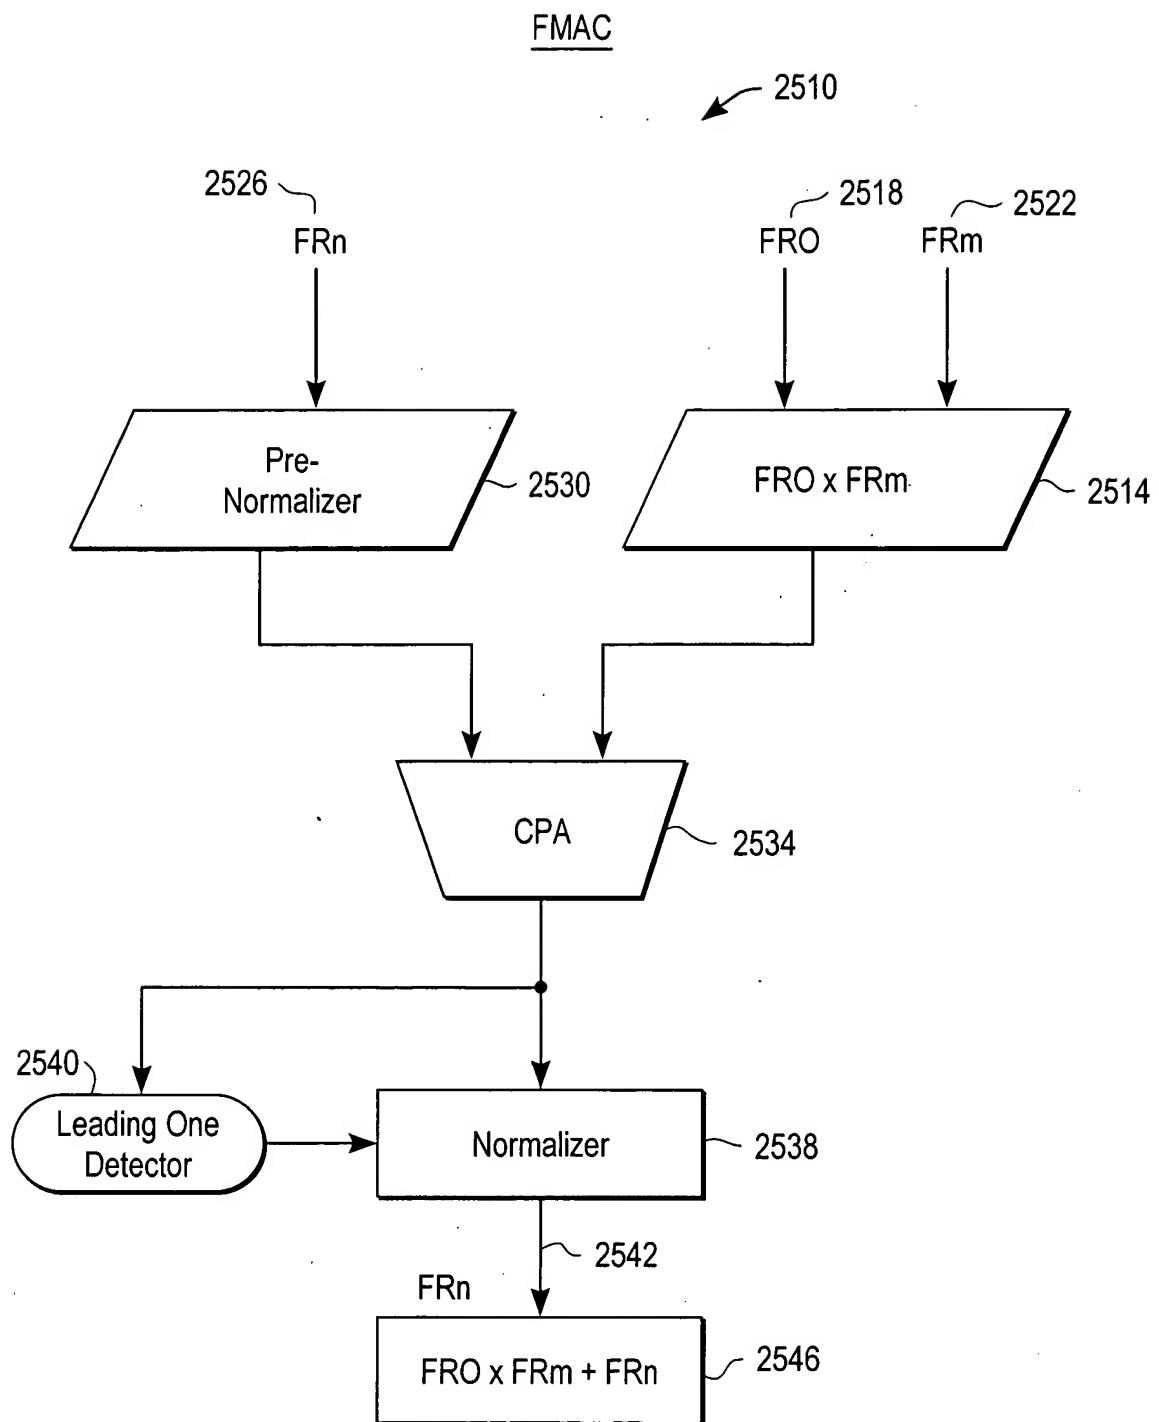 FMAC
2510
2526
2518
2522
FRn
FRO
FRm
Pre-
Normalizer
2530
FRO x FRm
2514
CPA
2534
2540
Leading One
Detector
Normalizer
2538
2542
FRn
FRO x FRm + FRn
2546